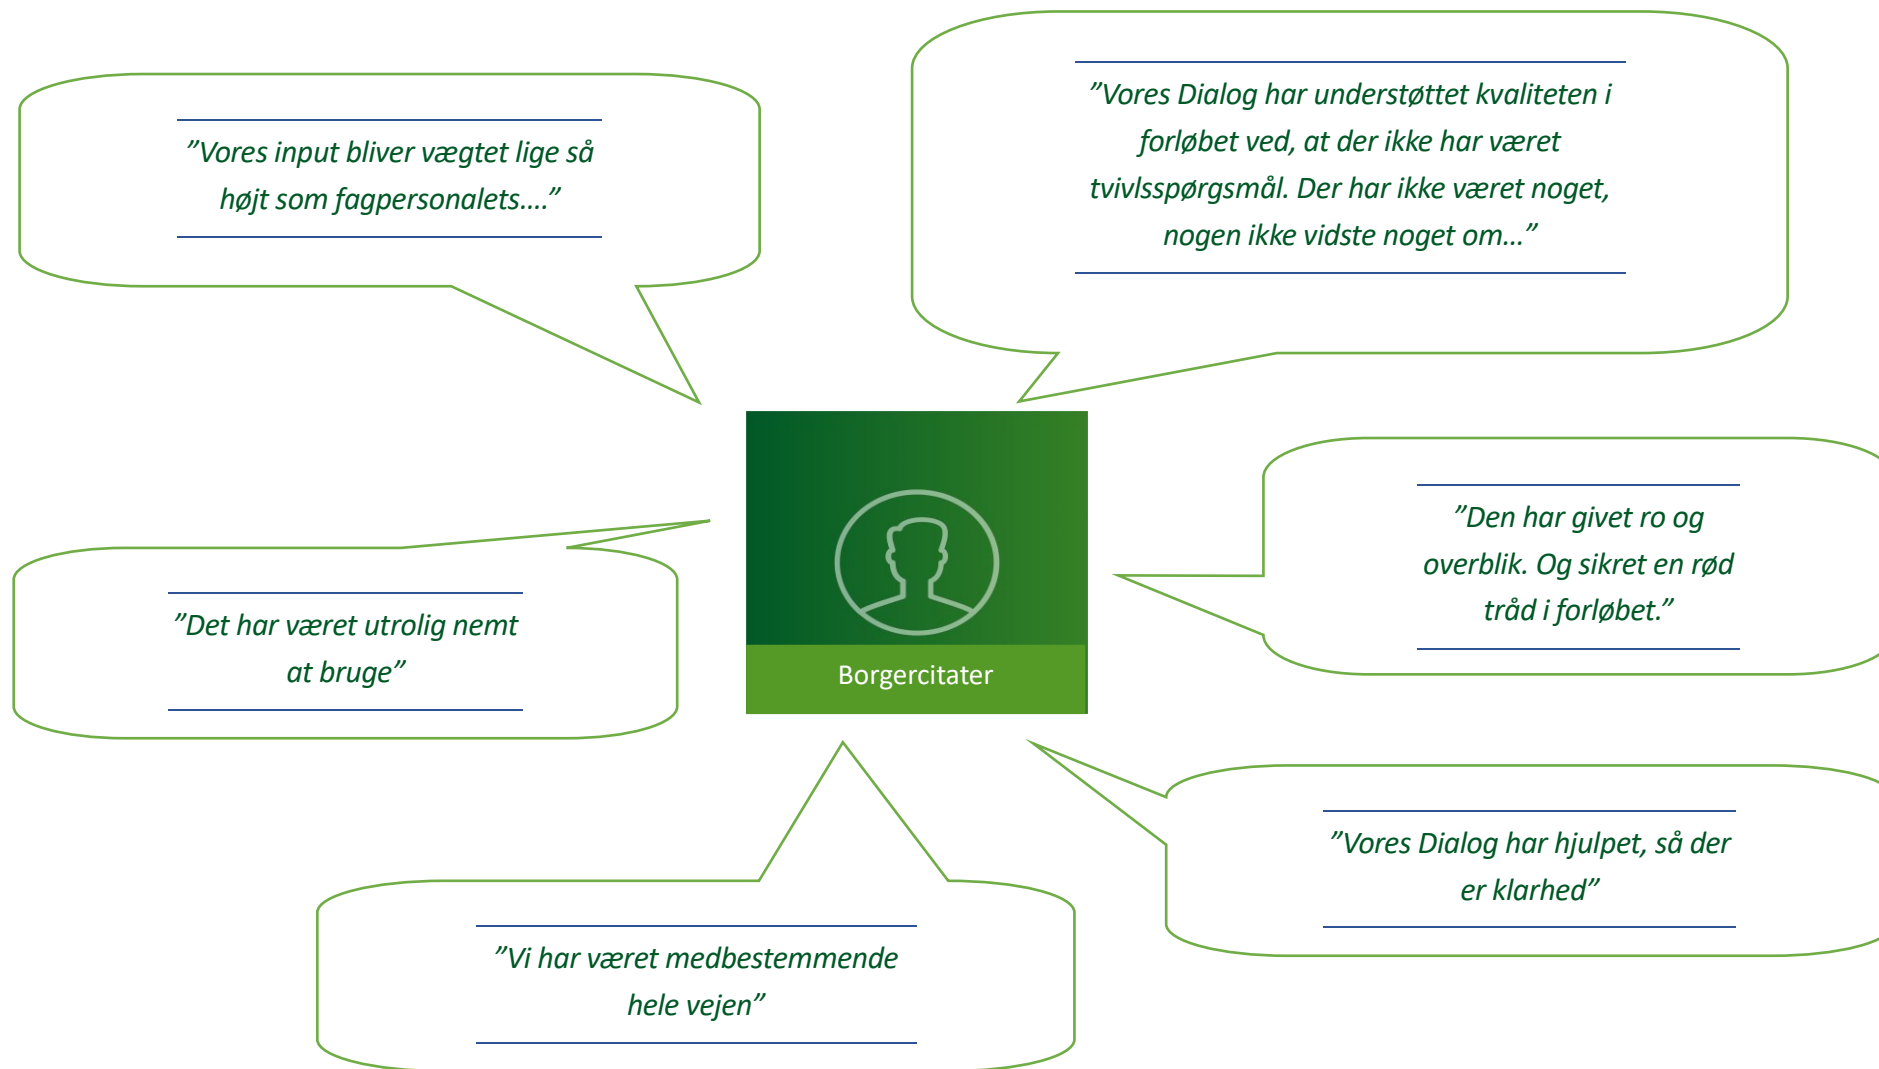 ”Vores input bliver vægtet lige så
højt som fagpersonalets....”
”Vores Dialog har understøttet kvaliteten i
forløbet ved, at der ikke har været
tvivlsspørgsmål. Der har ikke været noget,
nogen ikke vidste noget om...”
”Den har givet ro og
overblik. Og sikret en rød
tråd i forløbet.”
”Det har været utrolig nemt
at bruge”
Borgercitater
”Vores Dialog har hjulpet, så der
er klarhed”
”Vi har været medbestemmende
hele vejen”